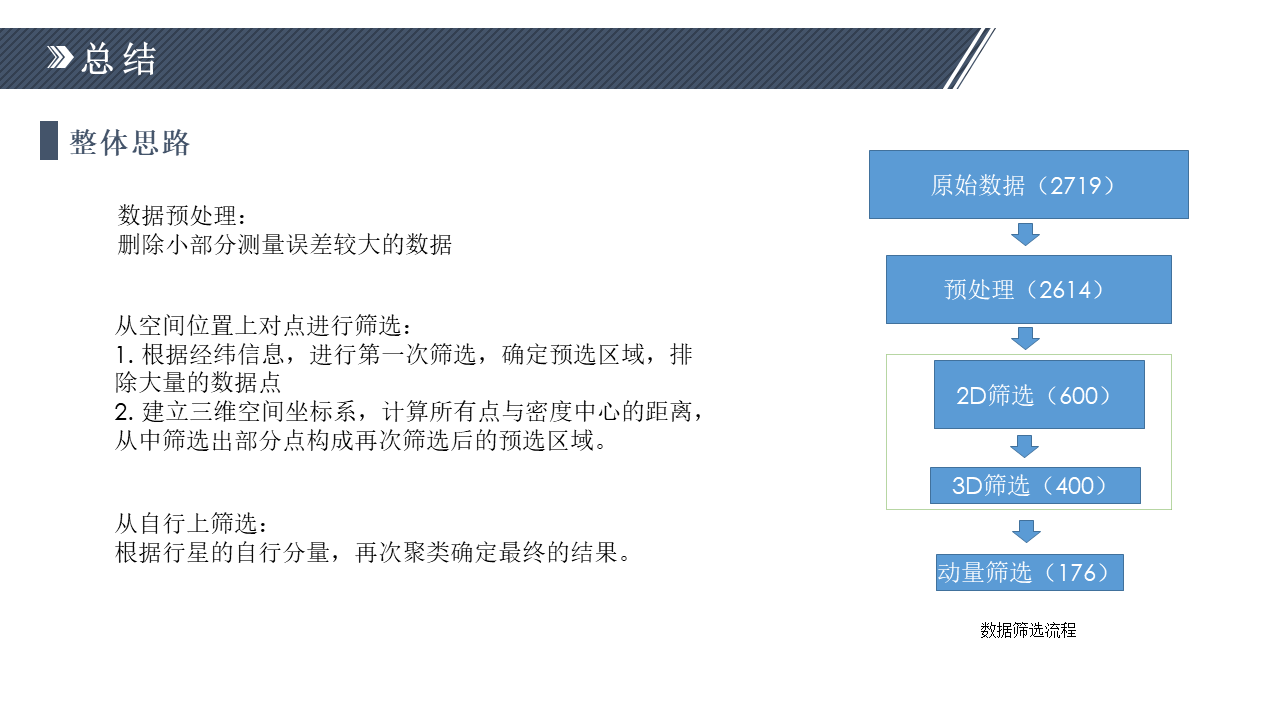 总结
整体思路
数据预处理：
删除小部分测量误差较大的数据
从空间位置上对点进行筛选：
1. 根据经纬信息，进行第一次筛选，确定预选区域，排
除大量的数据点
2. 建立三维空间坐标系，计算所有点与密度中心的距离，
从中筛选出部分点构成再次筛选后的预选区域。
从自行上筛选：
根据行星的自行分量，再次聚类确定最终的结果。
原始数据（2719）
预处理（2614）
2D筛选（600）
3D筛选（400）
动量筛选（176）
数据筛选流程